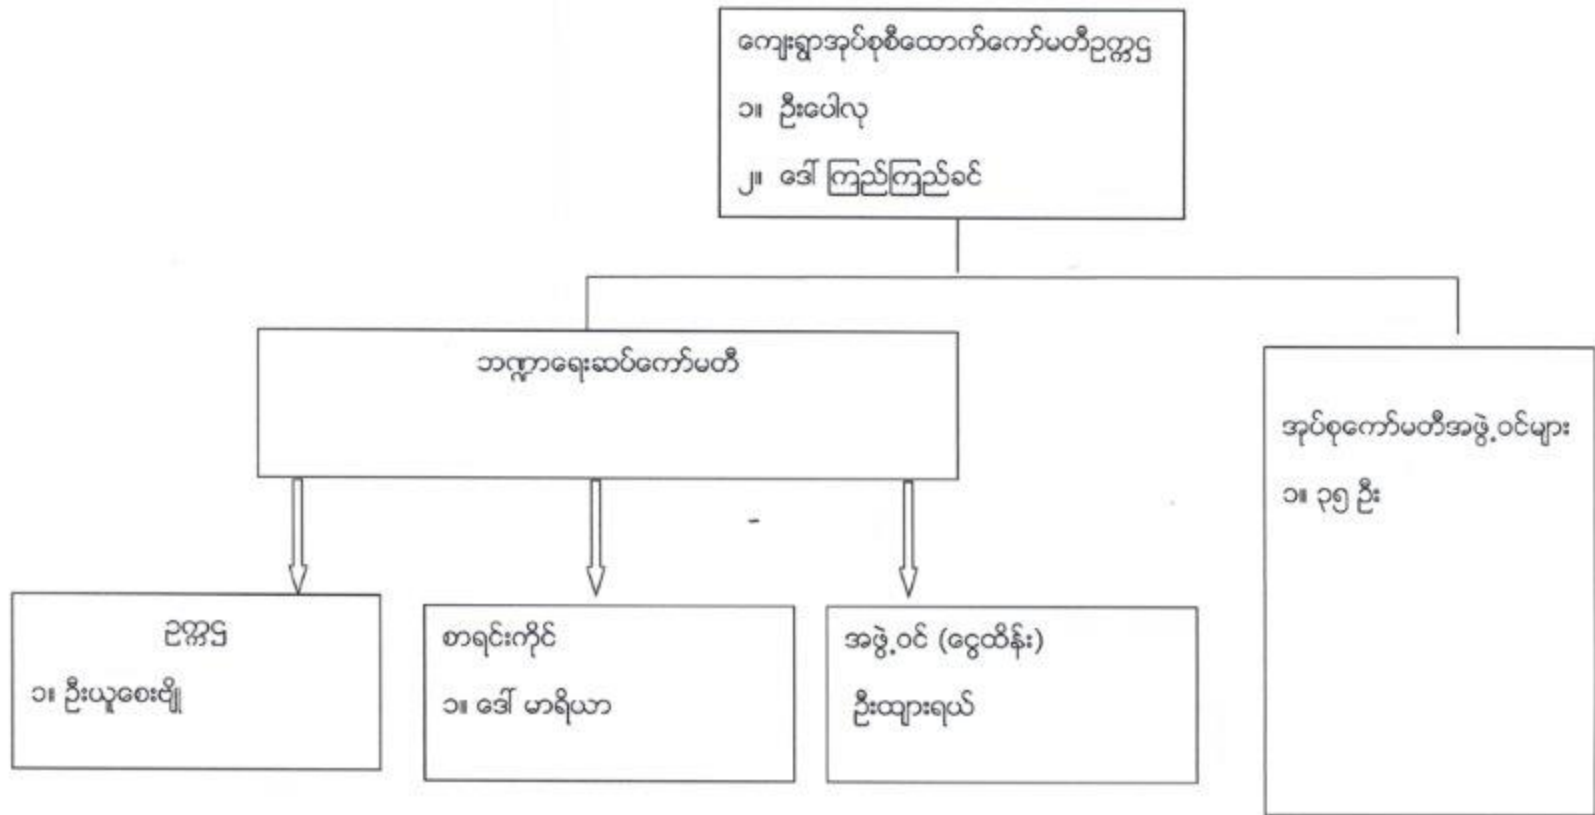 ကျေးရွာအုပ်စုစီထောက်ကော်မတီဥက္ကဌ
၁။ ဦးပေါလု
၂။ ဒေါ် ကြည်ကြည်ခင်
ဘဏ္ဍာရေးဆပ်ကော်မတီ
အုပ်စုကော်မတီအဖွဲ့ဝင်များ
၁။ ၃၅ ဦး
ဥက္ကဌ
၁။ ဦးယူစေးဗျို
စာရင်းကိုင်
၁။ ဒေါ် မာရိယာ
အဖွဲ့ဝင် (ငွေထိန်း)
ဦးထျားရယ်